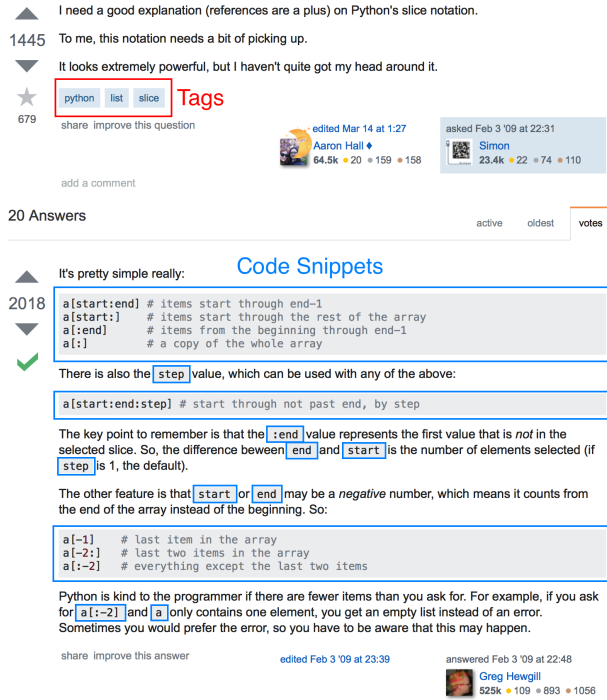 I need a good explanation (references are a plus) on Python's slice notation.
1445 To me, this notation needs a bit of picking up.
It looks extremely powerful, but I haven't quite got my head around it.
python list slice Tags
679
share improve this question
edited Mar 14 at 1:27
Aaron Hall ♦
64.5k 20 159 158
asked Feb 3 '09 at 22:31
Simon
23.4k 22 74 110
add a comment
20 Answers
active oldest votes
Code Snippets
It's pretty simple really:
2018
a[start:end] # items start through end-1
a[start:] # items start through the rest of the array
a[:end] # items from the beginning through end-1
a[:] # a copy of the whole array
There is also the step value, which can be used with any of the above:
a[start:end:step] # start through not past end, by step
The key point to remember is that the :end value represents the first value that is not in the
selected slice. So, the difference beween end and start is the number of elements selected (if
step is 1, the default).
The other feature is that start or end may be a negative number, which means it counts from
the end of the array instead of the beginning. So:
a[-1] # last item in the array
a[-2:] # last two items in the array
a[:-2] # everything except the last two items
Python is kind to the programmer if there are fewer items than you ask for. For example, if you ask
for a[:-2] and a only contains one element, you get an empty list instead of an error.
Sometimes you would prefer the error, so you have to be aware that this may happen.
share improve this answer
edited Feb 3 '09 at 23:39
answered Feb 3 '09 at 22:48
Greg Hewgill
525k 109 893 1056